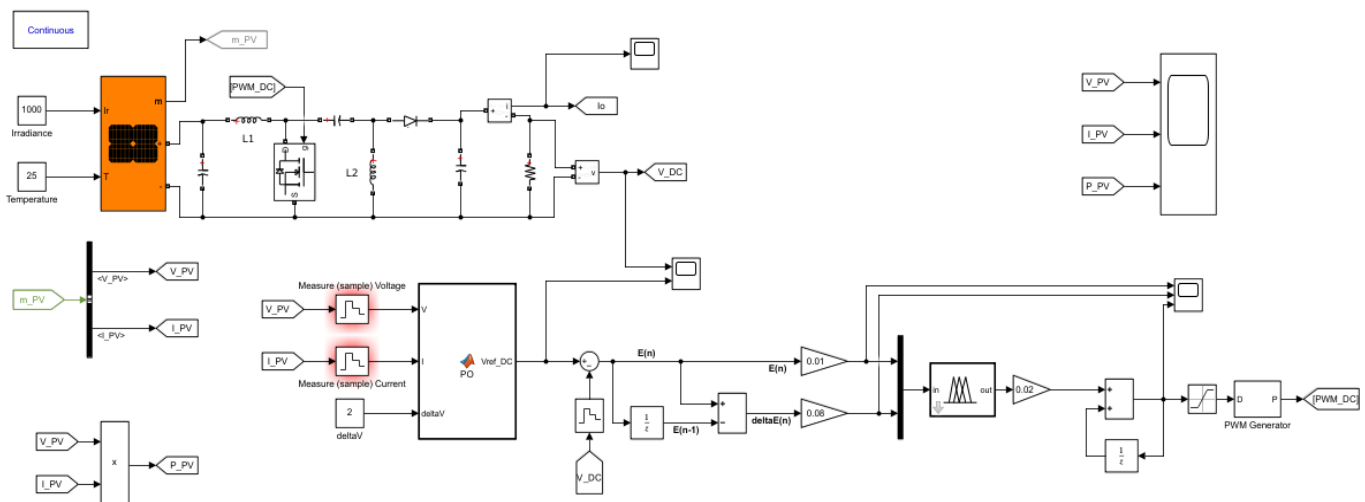 Continuous
m_PV
[PWM_DC]
1000
Irradiance
Ir
m
+
-
T
25
Temperature
L1
L2
g
D
S
+
-
i
Io
+
-
v
V_DC
V_PV
I_PV
P_PV
m_PV
<V_PV>
V_PV
<I_PV>
I_PV
Measure (sample) Voltage
V_PV
V
I_PV
I
Measure (sample) Current
PO
Vref_DC
2
deltaV
deltaV
E(n)
V_DC
1
z
E(n-1)
+
−
deltaE(n)
0.01
E(n)
0.08
in
out
0.02
+
+
1
z
D
P
PWM Generator
[PWM_DC]
V_PV
I_PV
x
P_PV